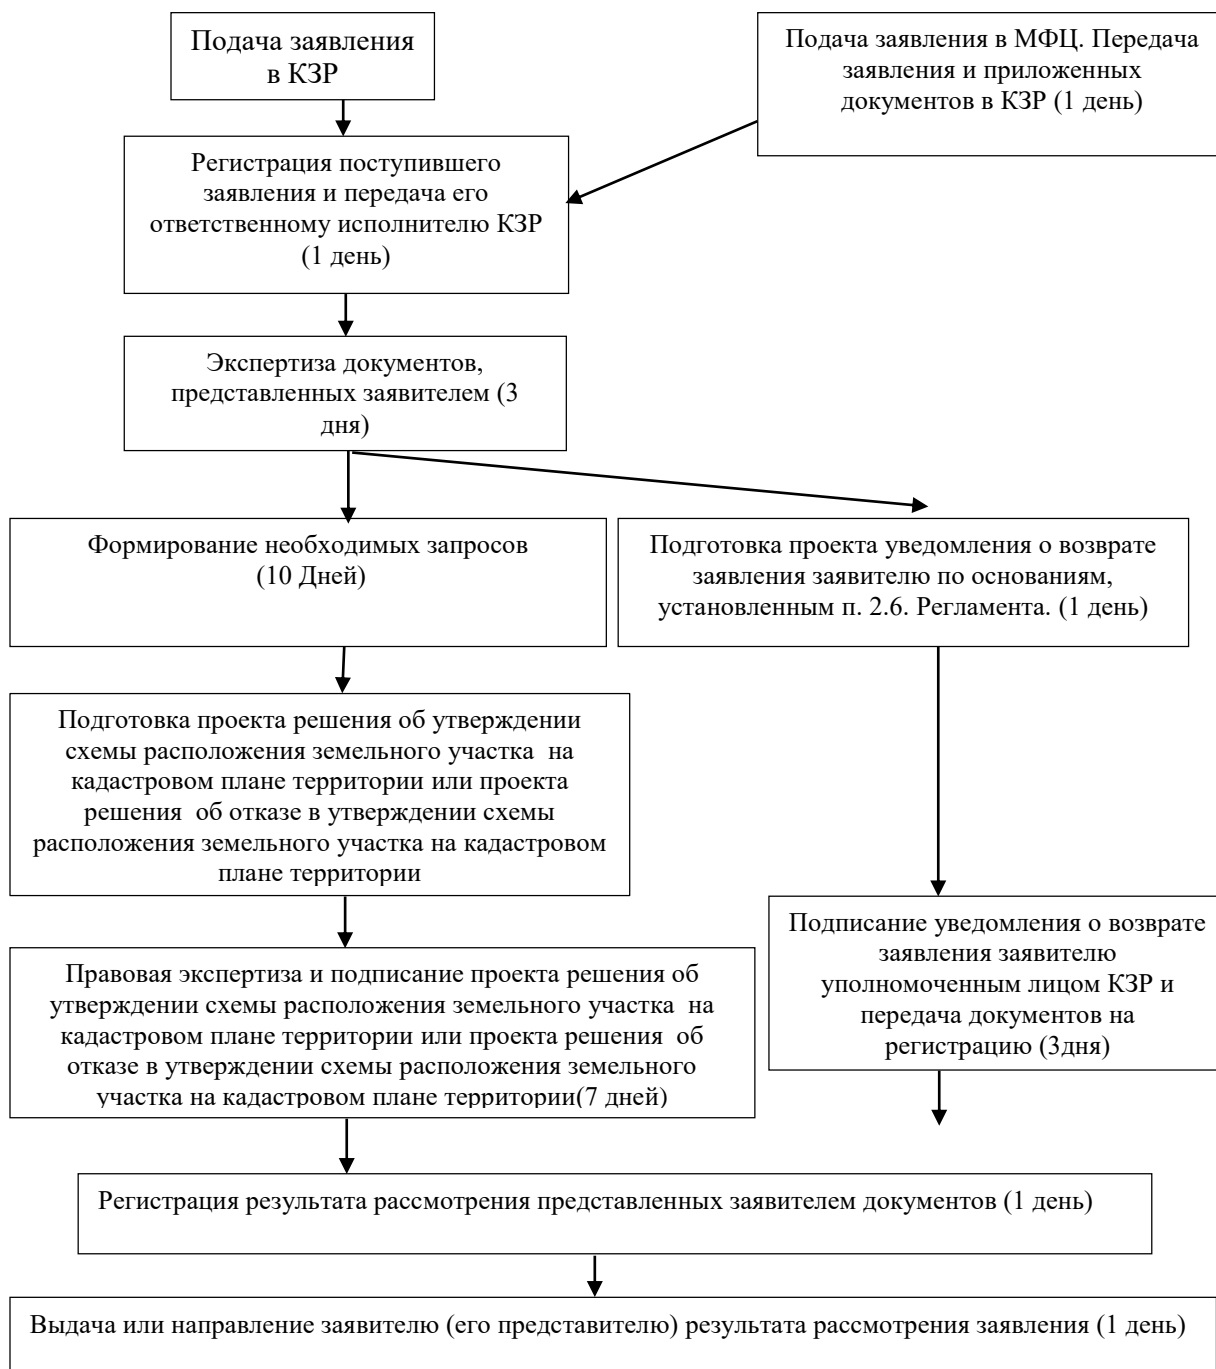 Подача заявления
в КЗР
Подача заявления в МФЦ. Передача
заявления и приложенных
документов в КЗР (1 день)
Регистрация поступившего
заявления и передача его
ответственному исполнителю КЗР
(1 день)
Экспертиза документов,
представленных заявителем (3
дня)
Формирование необходимых запросов
(10 Дней)
Подготовка проекта уведомления о возврате
заявления заявителю по основаниям,
установленным п. 2.6. Регламента. (1 день)
Подготовка проекта решения об утверждении
схемы расположения земельного участка на
кадастровом плане территории или проекта
решения об отказе в утверждении схемы
расположения земельного участка на кадастровом
плане территории
Подписание уведомления о возврате
заявления заявителю
уполномоченным лицом КЗР и
передача документов на
регистрацию (3дня)
Правовая экспертиза и подписание проекта решения об
утверждении схемы расположения земельного участка на
кадастровом плане территории или проекта решения об
отказе в утверждении схемы расположения земельного
участка на кадастровом плане территории(7 дней)
Регистрация результата рассмотрения представленных заявителем документов (1 день)
Выдача или направление заявителю (его представителю) результата рассмотрения заявления (1 день)